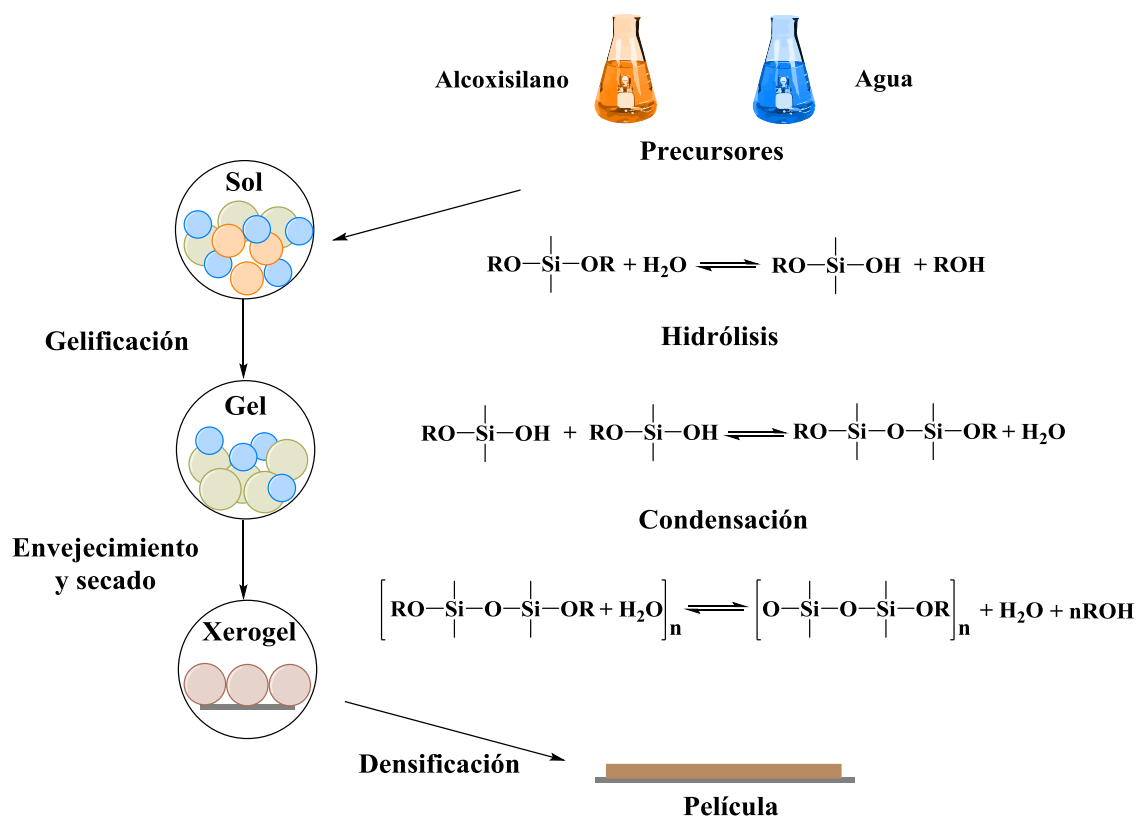 Alcoxisilano
Agua
Precursores
Sol
RO—Si—OR + H₂O ⇌ RO—Si—OH + ROH
Gelificación
Hidrólisis
Gel
RO—Si—OH + RO—Si—OH ⇌ RO—Si—O—Si—OR + H₂O
Condensación
Envejecimiento
y secado
[RO—Si—O—Si—OR + H₂O]n ⇌ [O—Si—O—Si—OR]n + H₂O + nROH
Xerogel
Densificación
Película